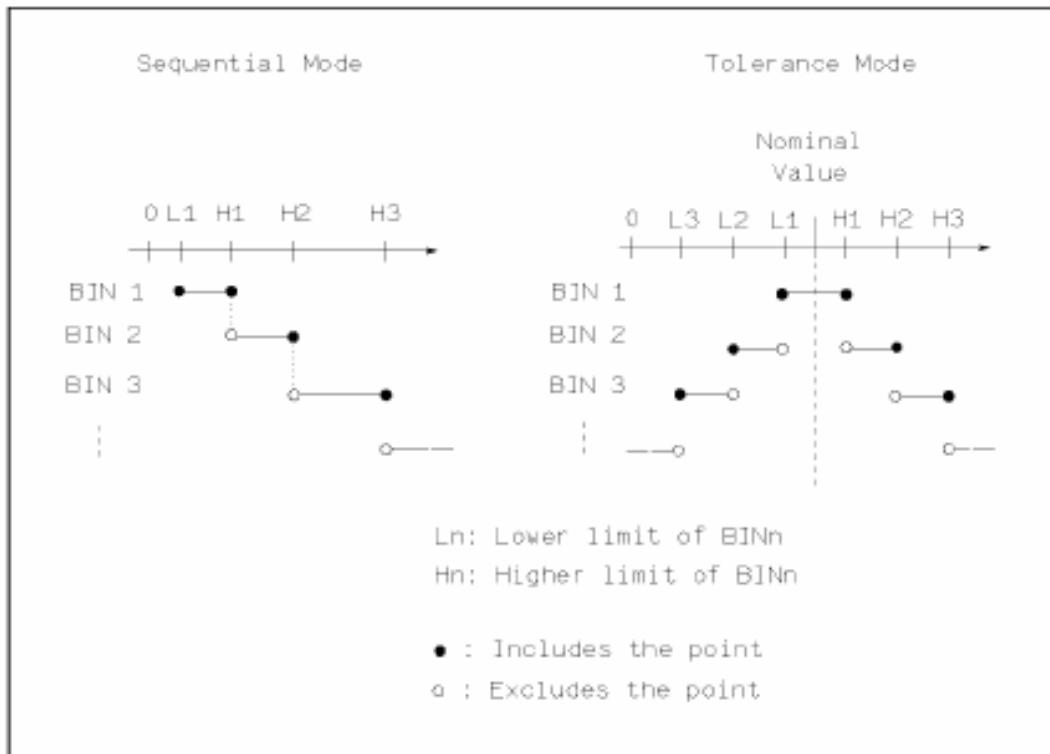 Sequential Mode
Tolerance Mode
Nominal
Value
0 L1 H1 H2 H3
0 L3 L2 L1 H1 H2 H3
BIN 1
BIN 2
BIN 3
BIN 1
BIN 2
BIN 3
Ln: Lower limit of BINn
Hn: Higher limit of BINn
● : Includes the point
○ : Excludes the point